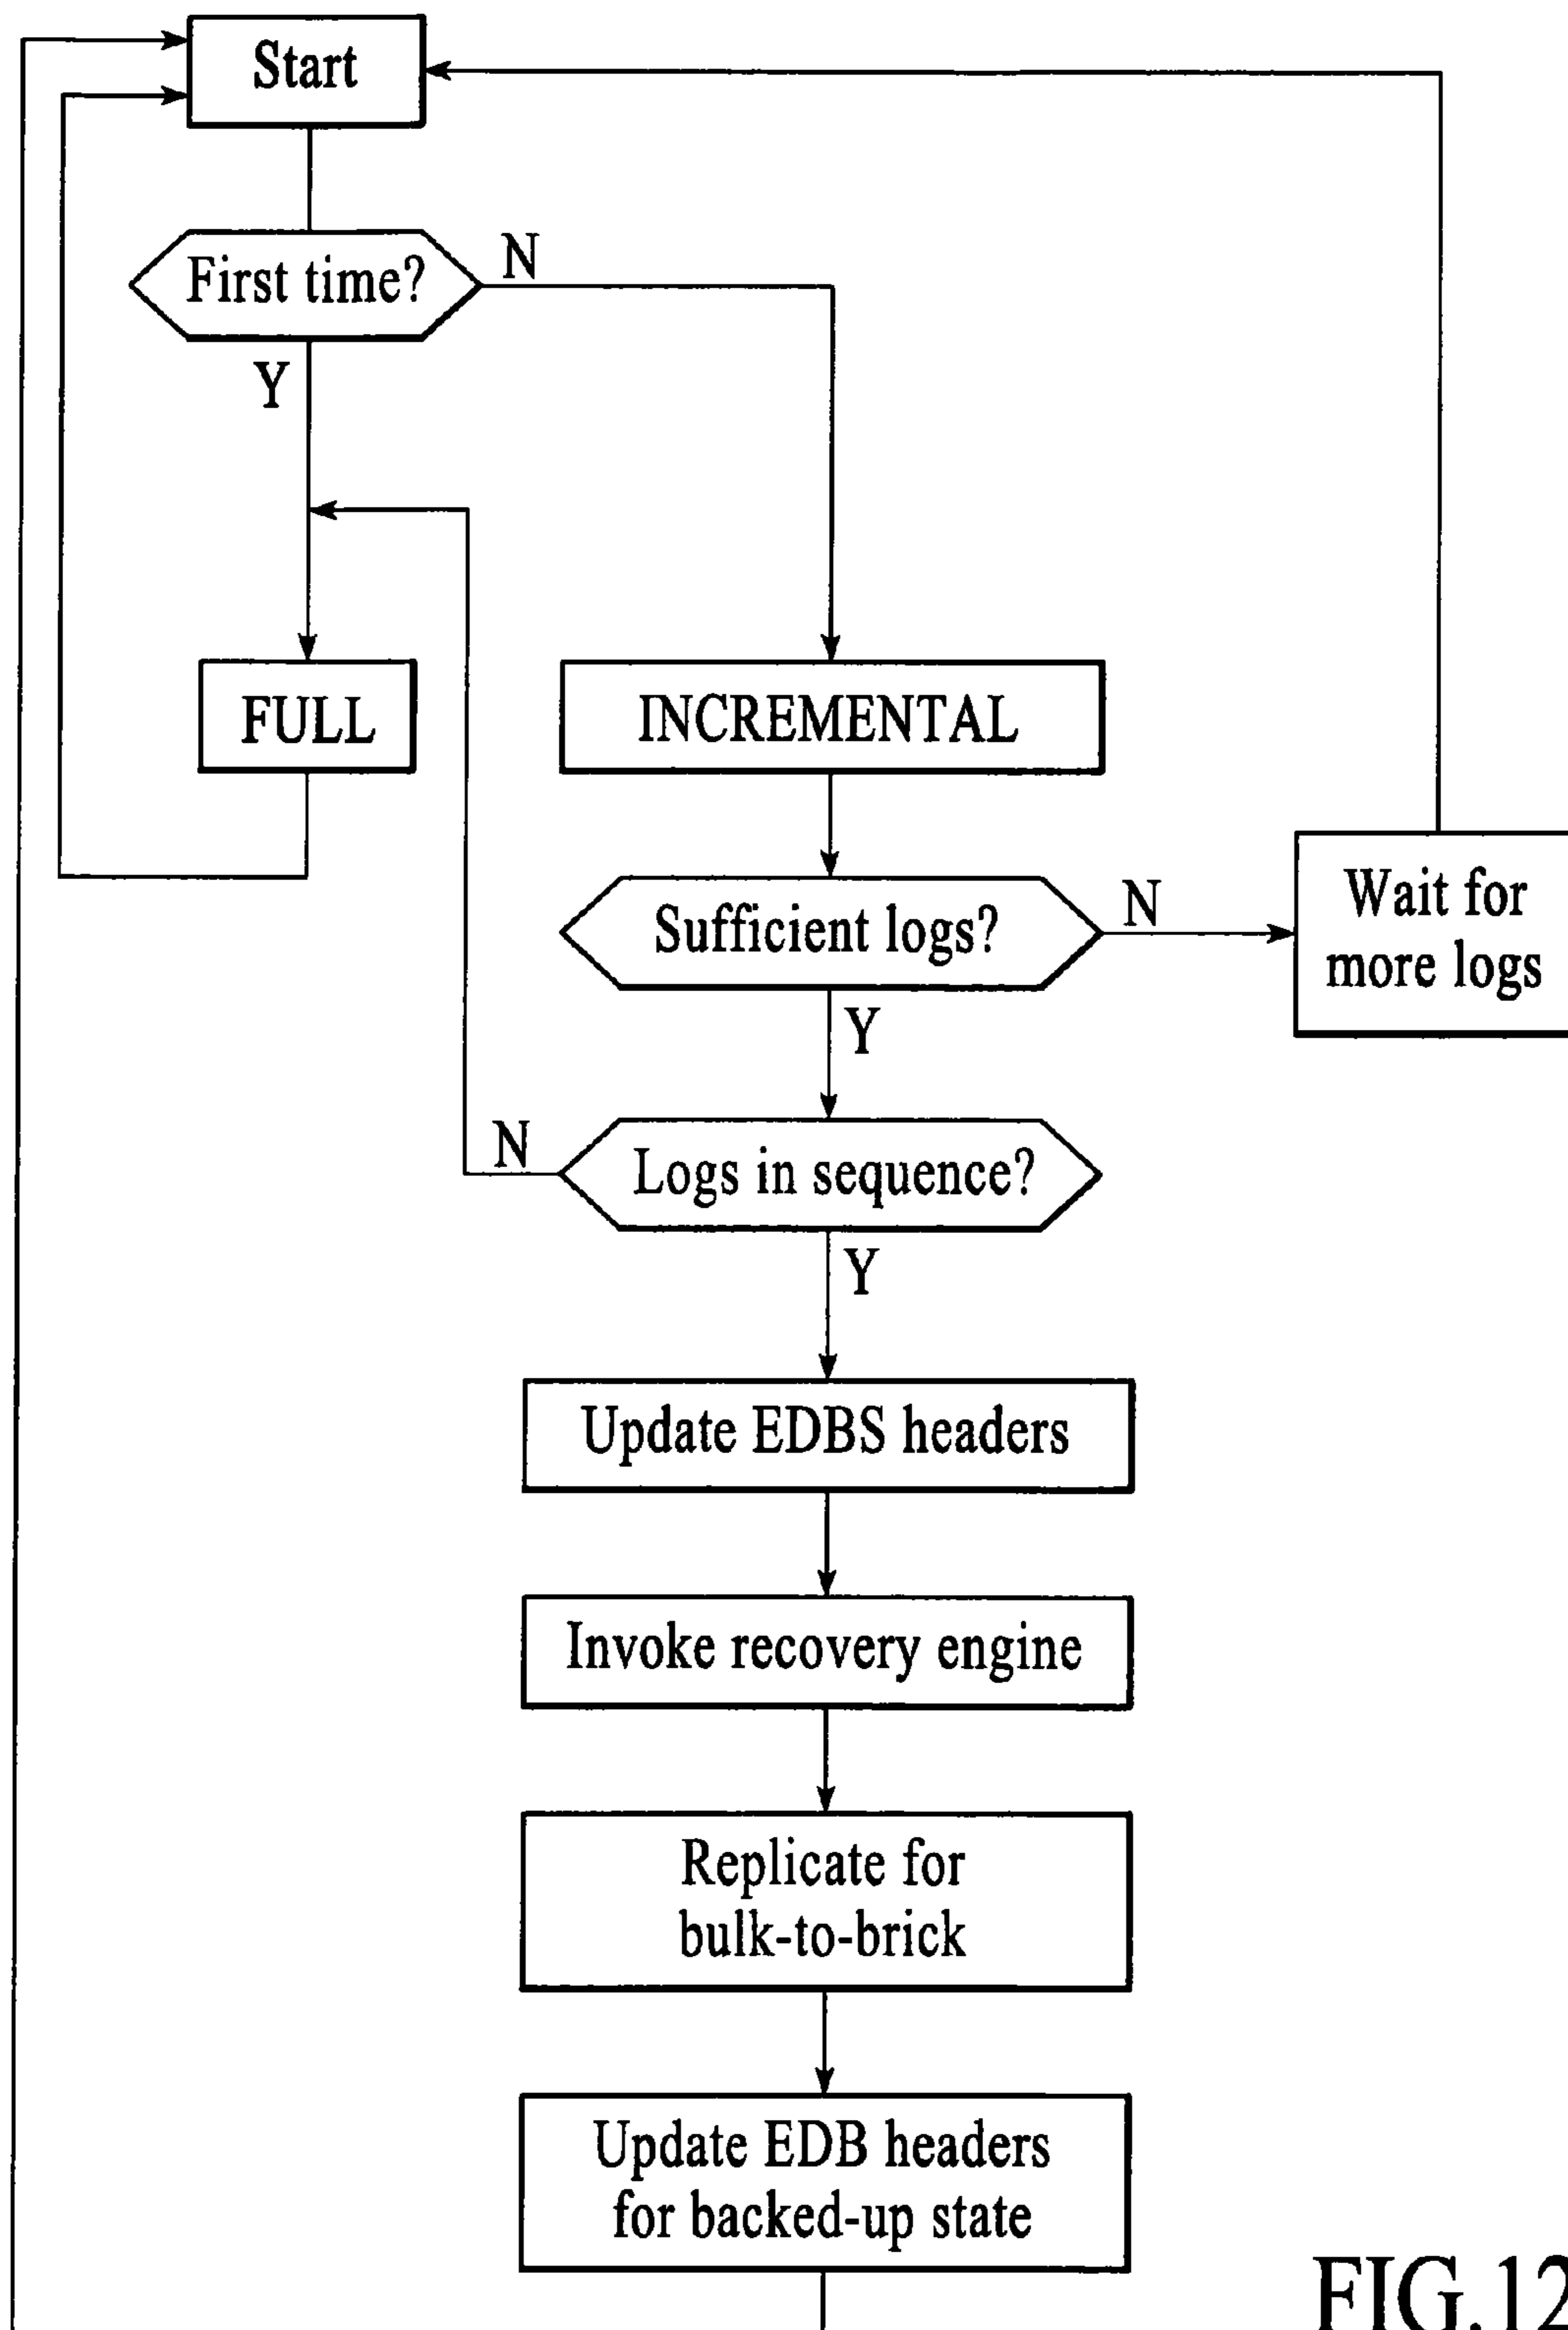 Start
First time?
N
Y
FULL
INCREMENTAL
Sufficient logs?
N
Wait for
more logs
Y
Logs in sequence?
N
Y
Update EDBS headers
Invoke recovery engine
Replicate for
bulk-to-brick
Update EDB headers
for backed-up state
FIG.12